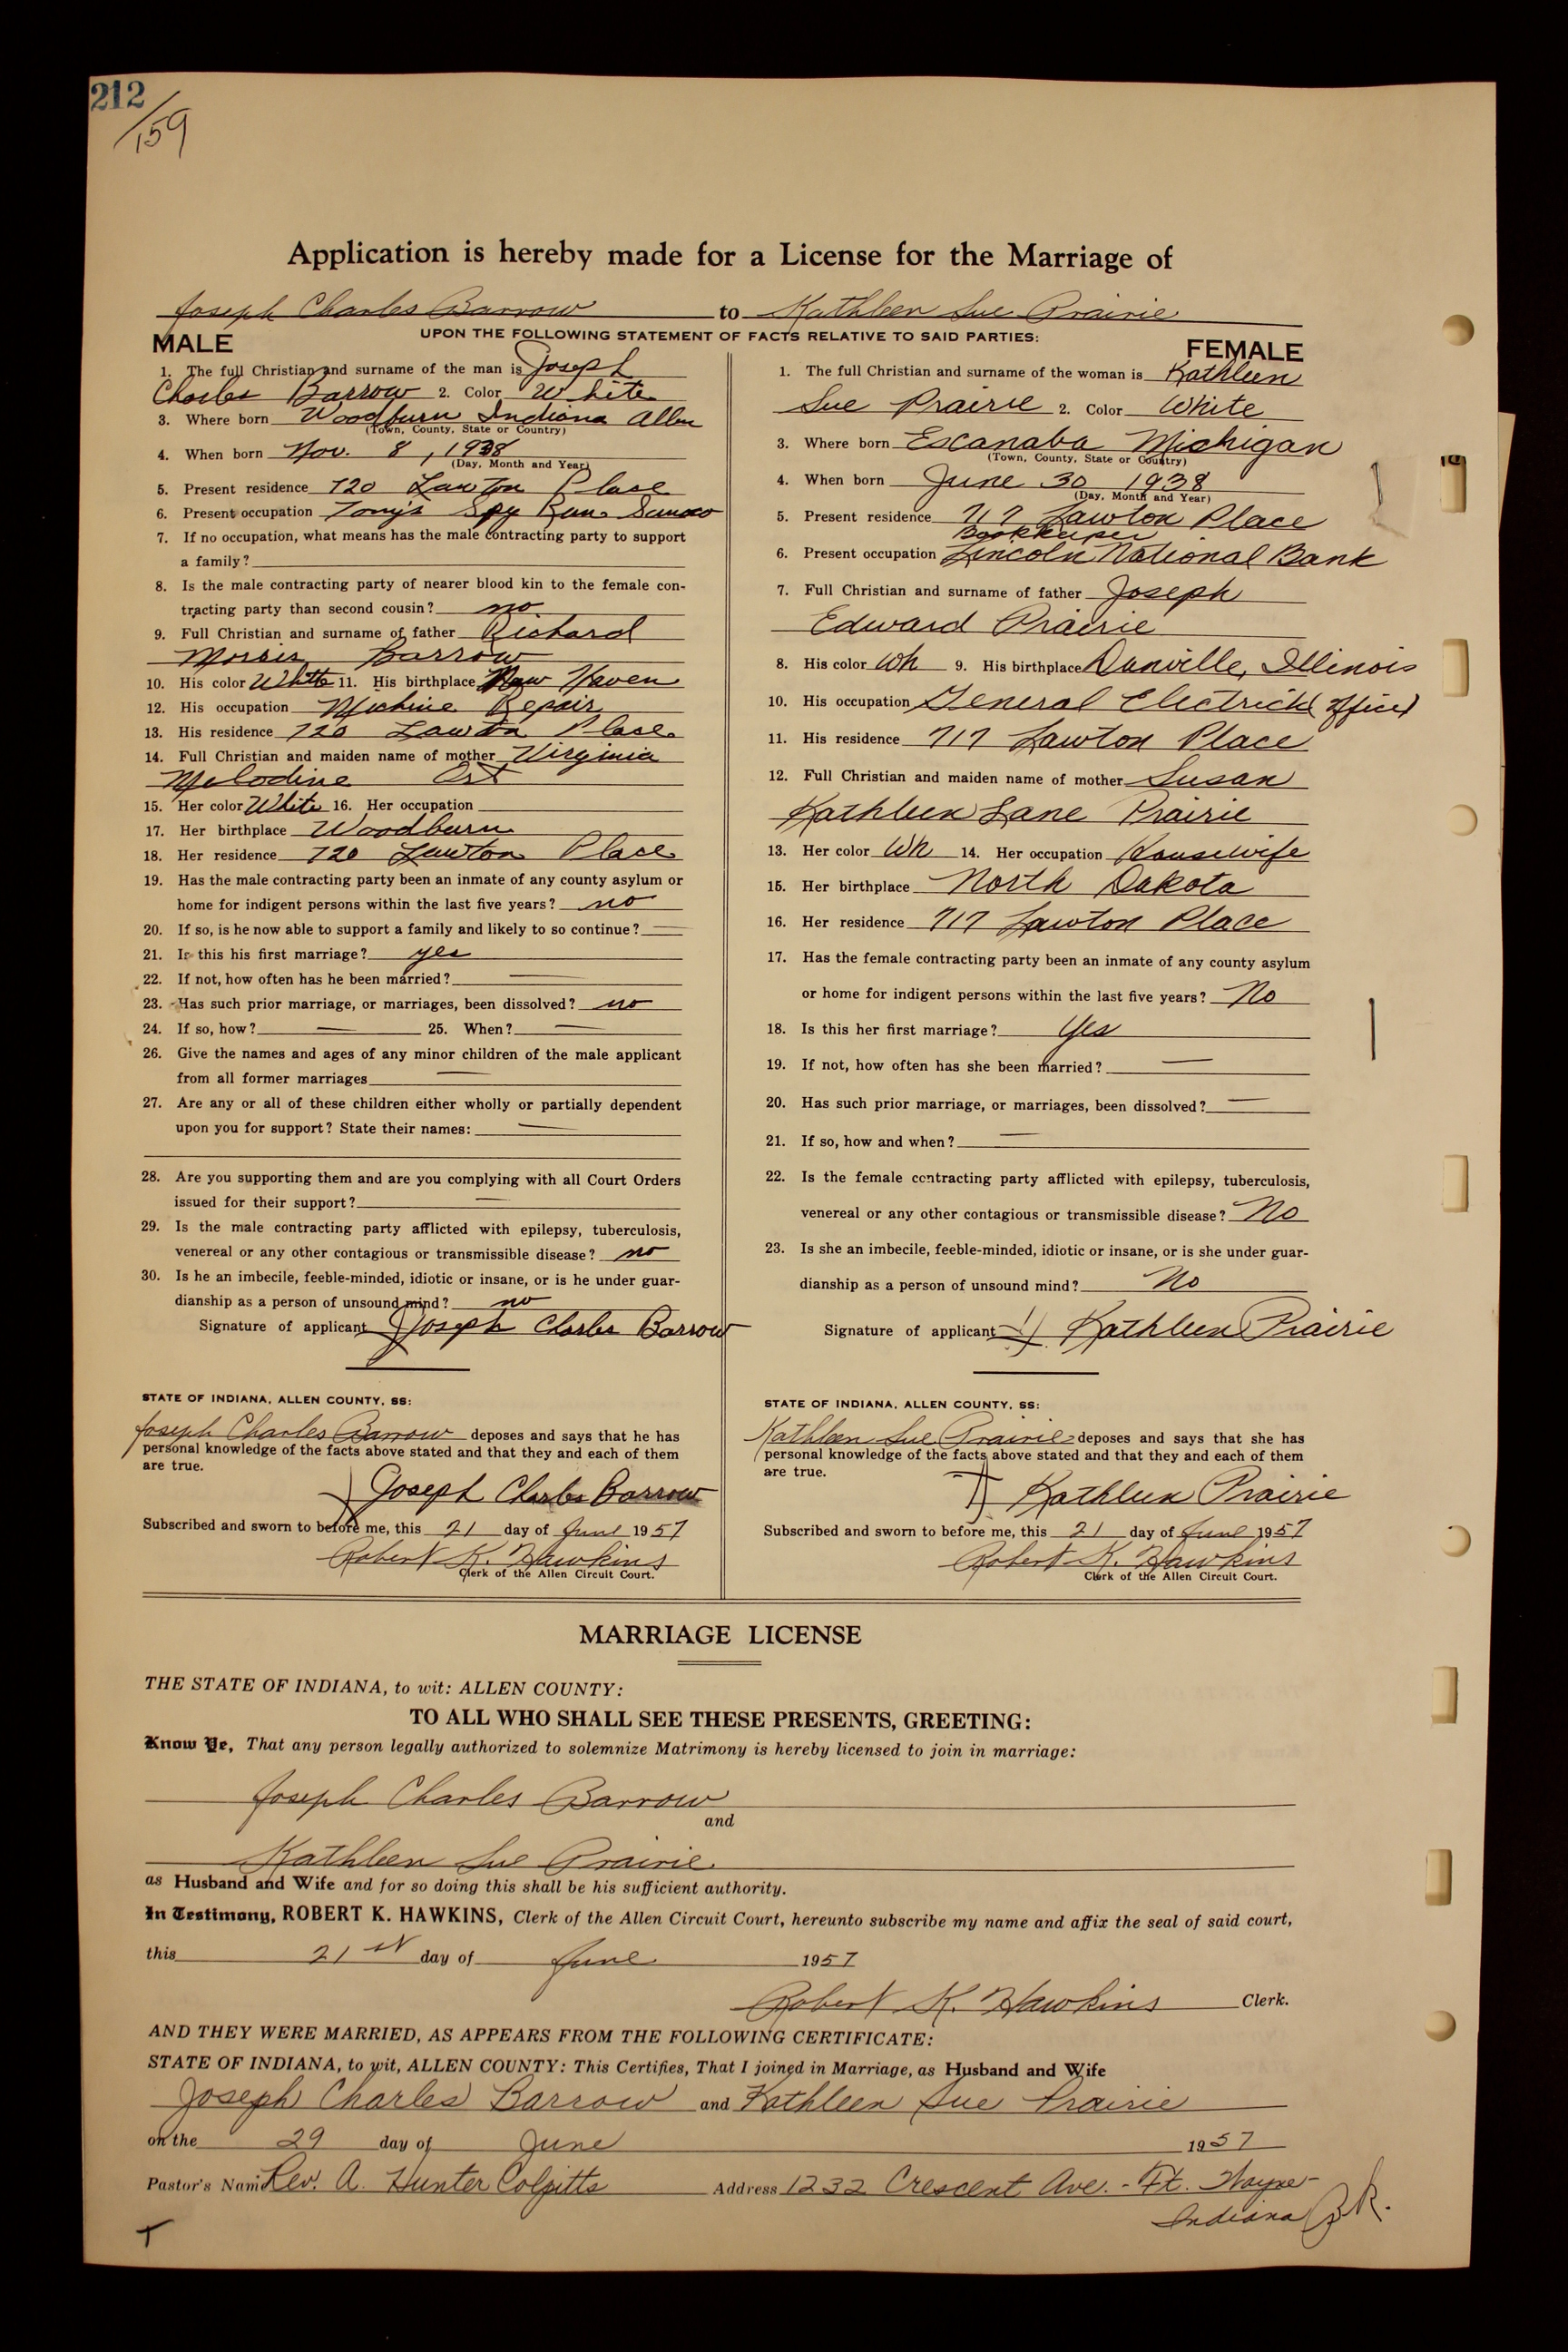 212
/159
Application is hereby made for a License for the Marriage of
Joseph Charles Barrow to Kathleen Sue Prairie
UPON THE FOLLOWING STATEMENT OF FACTS RELATIVE TO SAID PARTIES:
MALE
1. The full Christian and surname of the man is Joseph
Charles Barrow 2. Color White
3. Where born Woodburn Indiana Allen
(Town, County, State or Country)
4. When born Nov. 8, 1938
(Day, Month and Year)
5. Present residence 720 Lawton Place
6. Present occupation Tony's Spy Run
7. If no occupation, what means has the male contracting party to support
a family?
8. Is the male contracting party of nearer blood kin to the female con-
tracting party than second cousin? no
9. Full Christian and surname of father Richard
Morris Barrow
10. His color White 11. His birthplace New Haven
12. His occupation Michine Repair
13. His residence 720 Lawton Place
14. Full Christian and maiden name of mother Virginia
Melodine Ort
15. Her color White 16. Her occupation
17. Her birthplace Woodburn
18. Her residence 720 Lawton Place
19. Has the male contracting party been an inmate of any county asylum or
home for indigent persons within the last five years? no
20. If so, is he now able to support a family and likely to so continue? —
21. Is this his first marriage? yes
22. If not, how often has he been married? —
23. Has such prior marriage, or marriages, been dissolved? no
24. If so, how? — 25. When? —
26. Give the names and ages of any minor children of the male applicant
from all former marriages —
27. Are any or all of these children either wholly or partially dependent
upon you for support? State their names: —
28. Are you supporting them and are you complying with all Court Orders
issued for their support? —
29. Is the male contracting party afflicted with epilepsy, tuberculosis,
venereal or any other contagious or transmissible disease? no
30. Is he an imbecile, feeble-minded, idiotic or insane, or is he under guar-
dianship as a person of unsound mind? no
Signature of applicant Joseph Charles Barrow
STATE OF INDIANA, ALLEN COUNTY, SS:
Joseph Charles Barrow deposes and says that he has
personal knowledge of the facts above stated and that they and each of them
are true.
Joseph Charles Barrow
Subscribed and sworn to before me, this 21 day of June 1957
Robert K. Hawkins
Clerk of the Allen Circuit Court.
FEMALE
1. The full Christian and surname of the woman is Kathleen
Sue Prairie 2. Color White
3. Where born Escanaba Michigan
(Town, County, State or Country)
4. When born June 30 1938
(Day, Month and Year)
5. Present residence 717 Lawton Place
Bookkeeper
6. Present occupation Lincoln National Bank
7. Full Christian and surname of father Joseph
Edward Prairie
8. His color Wh 9. His birthplace Danville, Illinois
10. His occupation General Electric (office)
11. His residence 717 Lawton Place
12. Full Christian and maiden name of mother Susan
Kathleen Lane Prairie
13. Her color Wh 14. Her occupation Housewife
15. Her birthplace North Dakota
16. Her residence 717 Lawton Place
17. Has the female contracting party been an inmate of any county asylum
or home for indigent persons within the last five years? No
18. Is this her first marriage? Yes
19. If not, how often has she been married? —
20. Has such prior marriage, or marriages, been dissolved? —
21. If so, how and when? —
22. Is the female contracting party afflicted with epilepsy, tuberculosis,
venereal or any other contagious or transmissible disease? No
23. Is she an imbecile, feeble-minded, idiotic or insane, or is she under guar-
dianship as a person of unsound mind? No
Signature of applicant Kathleen Prairie
STATE OF INDIANA, ALLEN COUNTY, SS:
Kathleen Sue Prairie deposes and says that she has
personal knowledge of the facts above stated and that they and each of them
are true.
Kathleen Prairie
Subscribed and sworn to before me, this 21 day of June 1957
Robert K. Hawkins
Clerk of the Allen Circuit Court.
MARRIAGE LICENSE
THE STATE OF INDIANA, to wit: ALLEN COUNTY:
TO ALL WHO SHALL SEE THESE PRESENTS, GREETING:
Know Ye, That any person legally authorized to solemnize Matrimony is hereby licensed to join in marriage:
Joseph Charles Barrow
and
Kathleen Sue Prairie
as Husband and Wife and for so doing this shall be his sufficient authority.
In Testimony, ROBERT K. HAWKINS, Clerk of the Allen Circuit Court, hereunto subscribe my name and affix the seal of said court,
this 21st day of June 1957
Robert K. Hawkins Clerk.
AND THEY WERE MARRIED, AS APPEARS FROM THE FOLLOWING CERTIFICATE:
STATE OF INDIANA, to wit, ALLEN COUNTY: This Certifies, That I joined in Marriage, as Husband and Wife
Joseph Charles Barrow and Kathleen Sue Prairie
on the 29 day of June 1957
Pastor's Name Rev. A. Hunter Colpitts Address 1232 Crescent Ave. - Ft. Wayne
Indiana